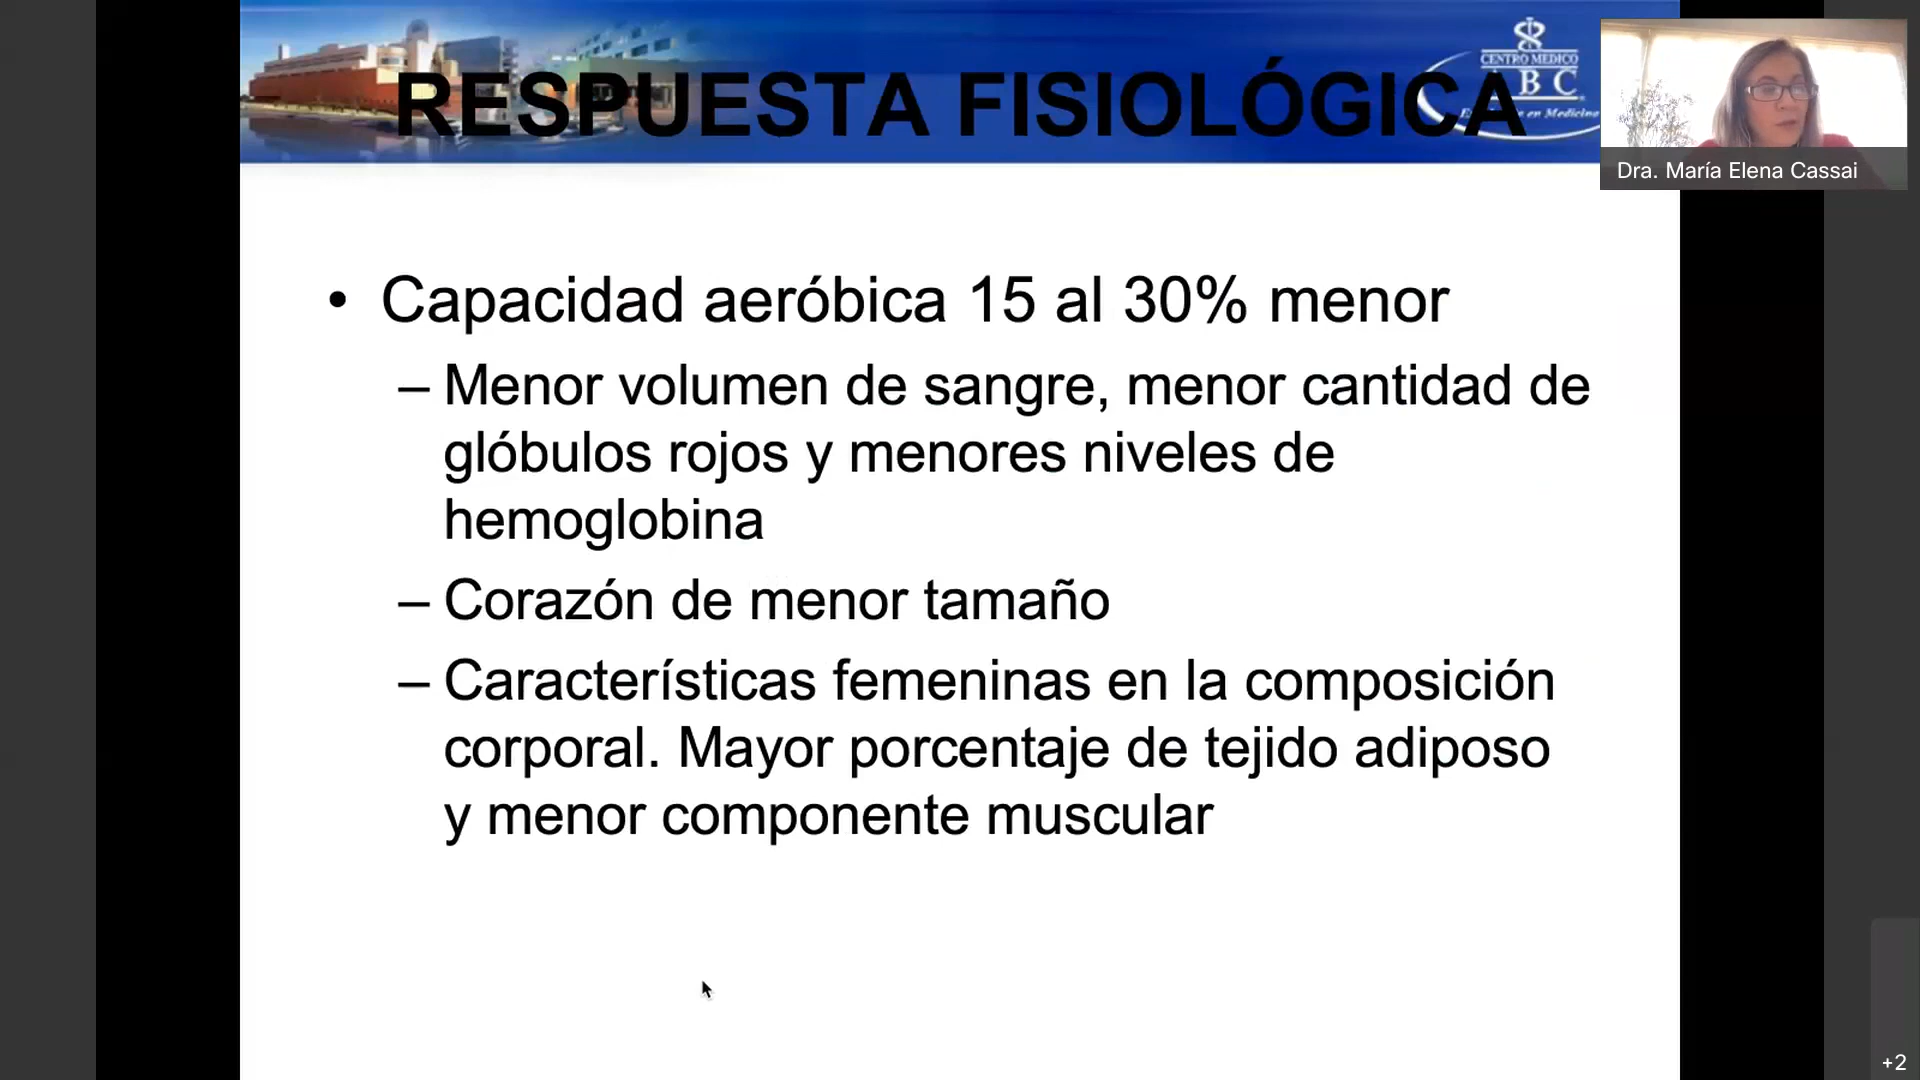 CENTRO MEDICO
RESPUESTA FISIOLÓGICA
B C
en Medicina
Dra. María Elena Cassai
• Capacidad aeróbica 15 al 30% menor
– Menor volumen de sangre, menor cantidad de
glóbulos rojos y menores niveles de
hemoglobina
– Corazón de menor tamaño
– Características femeninas en la composición
corporal. Mayor porcentaje de tejido adiposo
y menor componente muscular
+2